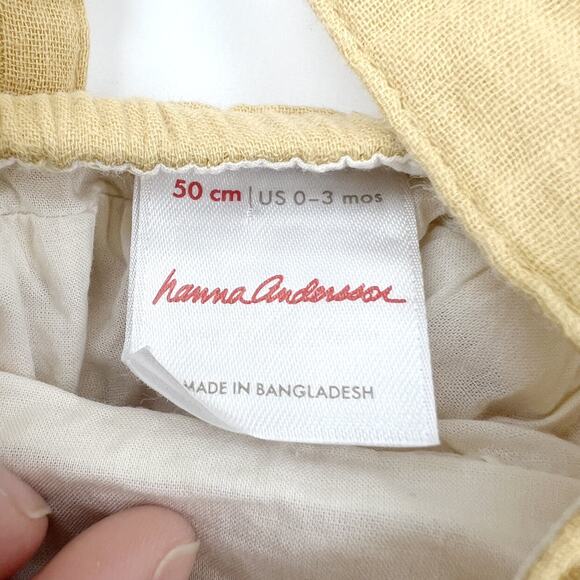 50 cm | US 0-3 mos
hanna Andersson
MADE IN BANGLADESH